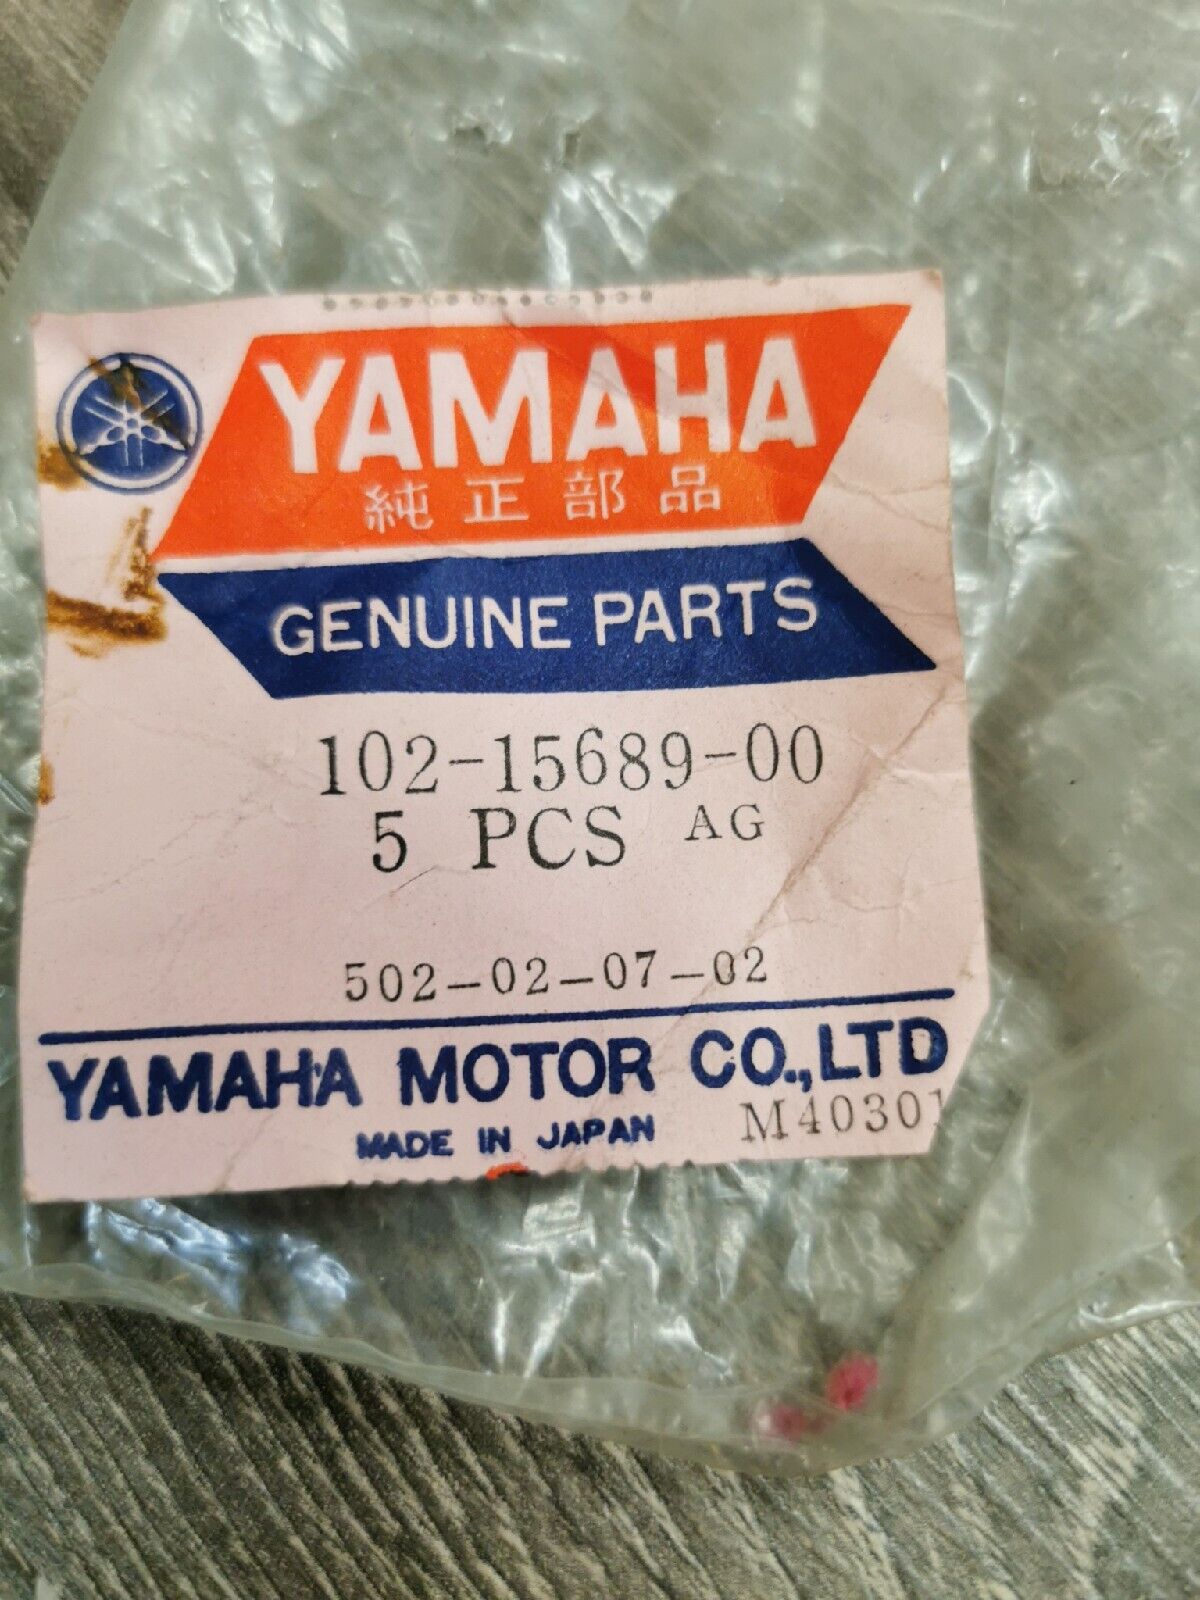 YAMAHA
純正部品
GENUINE PARTS
102-15689-00
5 PCS AG
502-02-07-02
YAMAHA MOTOR CO.,LTD
MADE IN JAPAN M40301